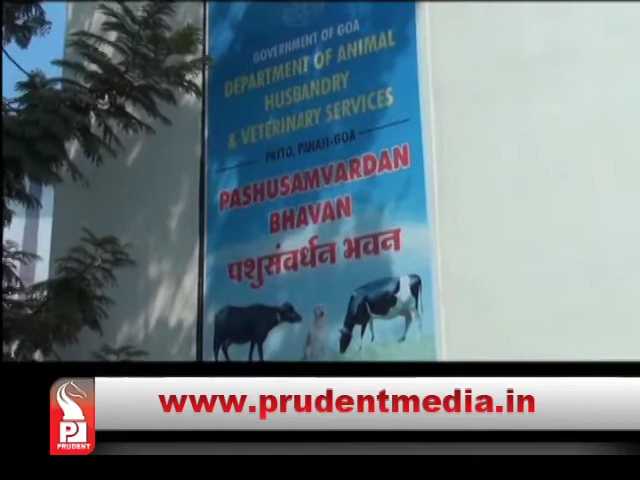 GOVERNMENT OF GOA
DEPARTMENT OF ANIMAL
HUSBANDRY
& VETERINARY SERVICES
PATTO, PANAJI-GOA
PASHUSAMVARDAN
BHAVAN
पशुसंवर्धन भवन
www.prudentmedia.in
P
PRUDENT